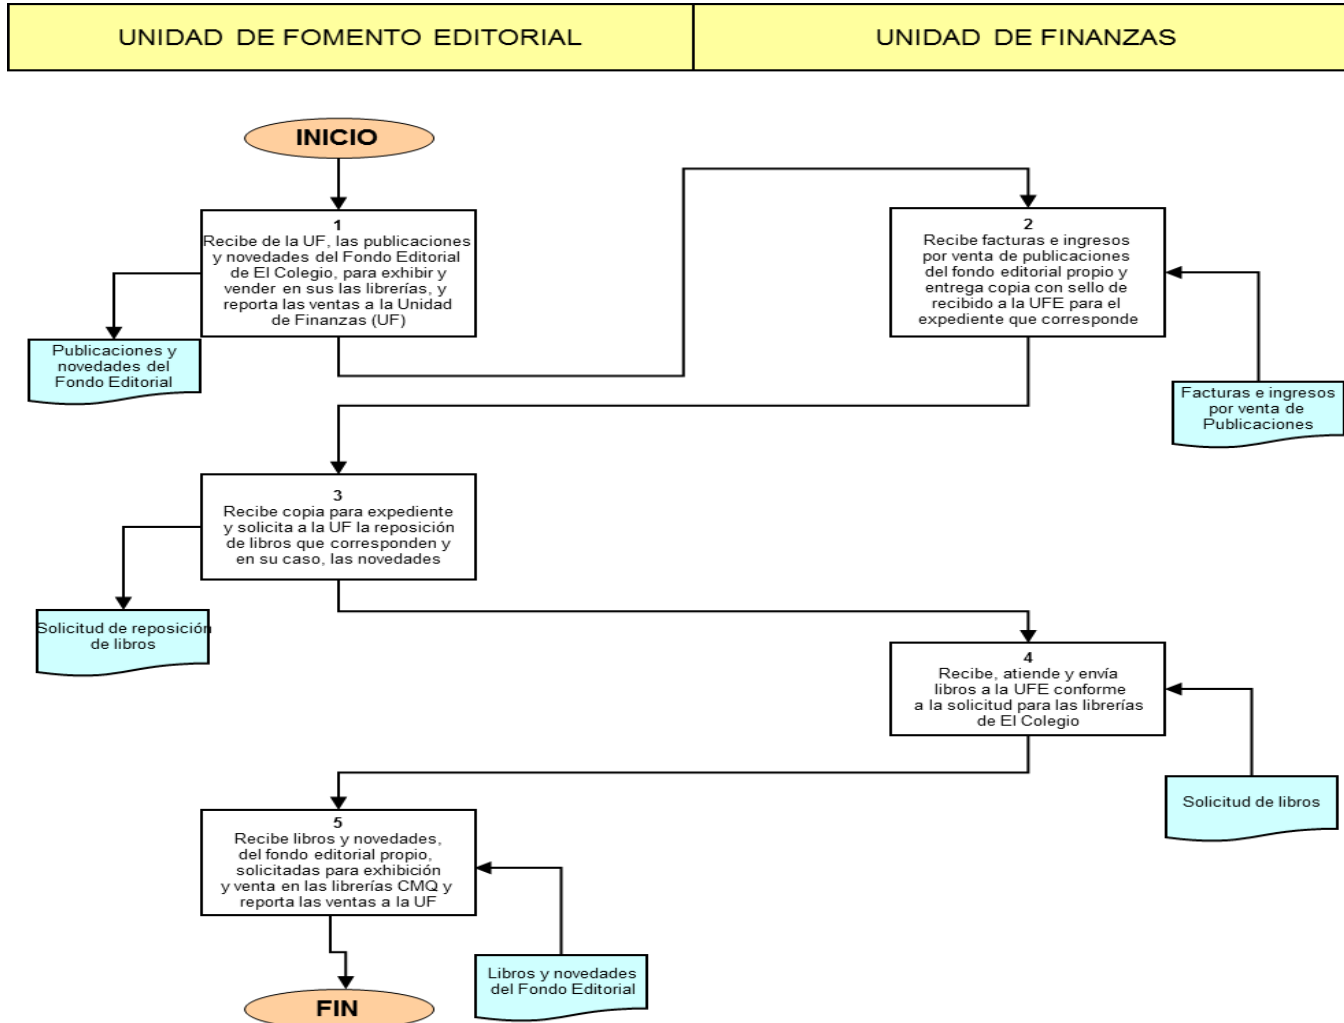 UNIDAD DE FOMENTO EDITORIAL
UNIDAD DE FINANZAS
INICIO
1
Recibe de la UF, las publicaciones
y novedades del Fondo Editorial
de El Colegio, para exhibir y
vender en sus las librerías, y
reporta las ventas a la Unidad
de Finanzas (UF)
Publicaciones y
novedades del
Fondo Editorial
2
Recibe facturas e ingresos
por venta de publicaciones
del fondo editorial propio y
entrega copia con sello de
recibido a la UFE para el
expediente que corresponde
Facturas e ingresos
por venta de
Publicaciones
3
Recibe copia para expediente
y solicita a la UF la reposición
de libros que corresponden y
en su caso, las novedades
Solicitud de reposición
de libros
4
Recibe, atiende y envía
libros a la UFE conforme
a la solicitud para las librerías
de El Colegio
Solicitud de libros
5
Recibe libros y novedades,
del fondo editorial propio,
solicitadas para exhibición
y venta en las librerías CMQ y
reporta las ventas a la UF
Libros y novedades
del Fondo Editorial
FIN